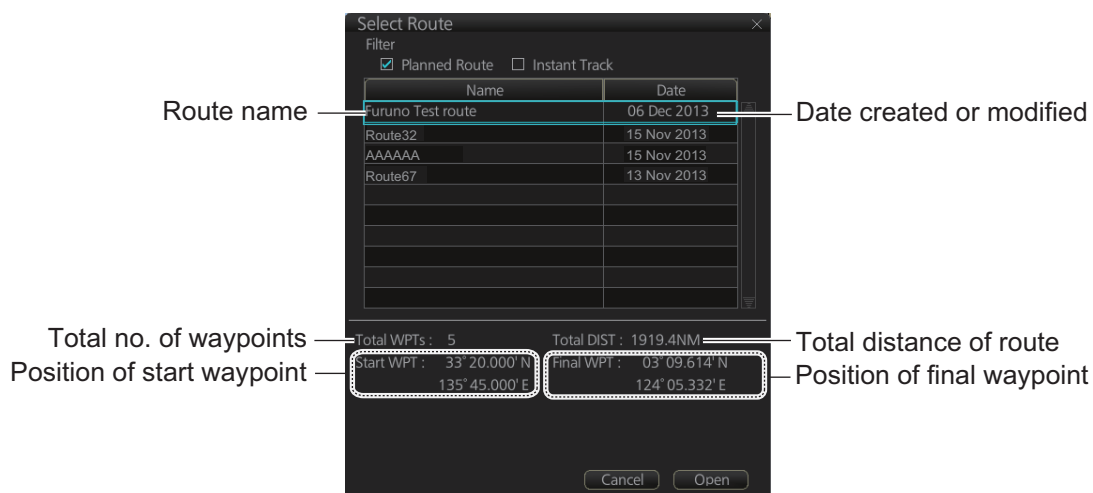 Select Route
Filter
Planned Route Instant Track
Name Date
Route name Furuno Test route 06 Dec 2013 Date created or modified
Route32 15 Nov 2013
AAAAAA 15 Nov 2013
Route67 13 Nov 2013
Total no. of waypoints Total WPTs : 5 Total DIST : 1919.4NM Total distance of route
Position of start waypoint Start WPT : 33° 20.000' N Final WPT : 03° 09.614' N Position of final waypoint
135° 45.000' E 124° 05.332' E
Cancel Open